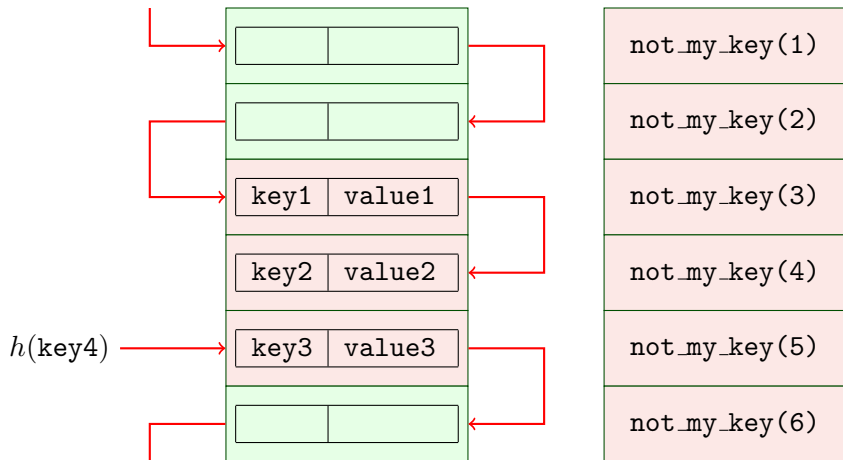 not_my_key(1)
not_my_key(2)
key1 value1 not_my_key(3)
key2 value2 not_my_key(4)
h(key4) key3 value3 not_my_key(5)
not_my_key(6)